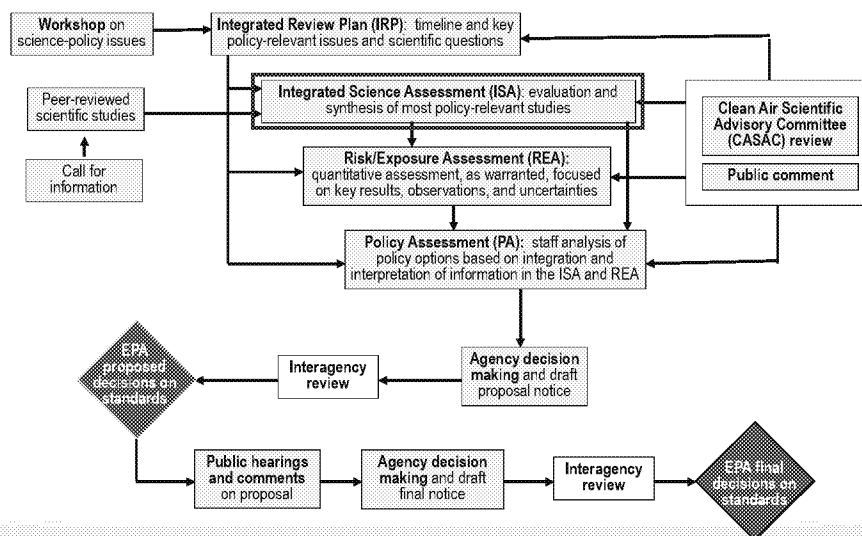 Workshop on
science-policy issues
Integrated Review Plan (IRP): timeline and key
policy-relevant issues and scientific questions
Peer-reviewed
scientific studies
Call for
information
Integrated Science Assessment (ISA): evaluation and
synthesis of most policy-relevant studies
Clean Air Scientific
Advisory Committee
(CASAC) review
Public comment
Risk/Exposure Assessment (REA):
quantitative assessment, as warranted, focused
on key results, observations, and uncertainties
Policy Assessment (PA): staff analysis of
policy options based on integration and
interpretation of information in the ISA and REA
EPA
proposed
decisions on
standards
Interagency
review
Agency decision
making and draft
proposal notice
Public hearings
and comments
on proposal
Agency decision
making and draft
final notice
Interagency
review
EPA final
decisions on
standards